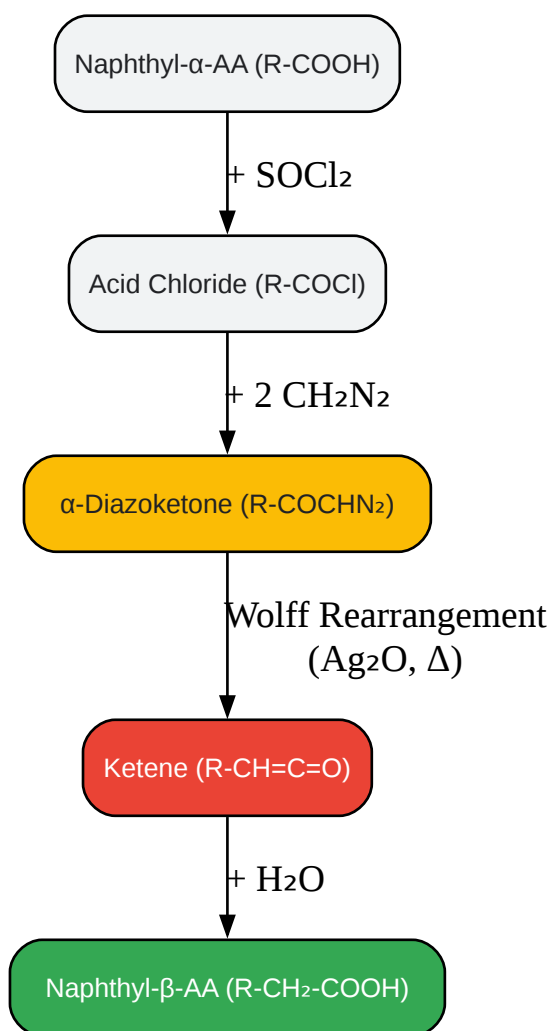 Naphthyl-α-AA (R-COOH)
+ SOCl₂
Acid Chloride (R-COCl)
+ 2 CH₂N₂
α-Diazoketone (R-COCHN₂)
Wolff Rearrangement
(Ag₂O, Δ)
Ketene (R-CH=C=O)
+ H₂O
Naphthyl-β-AA (R-CH₂-COOH)